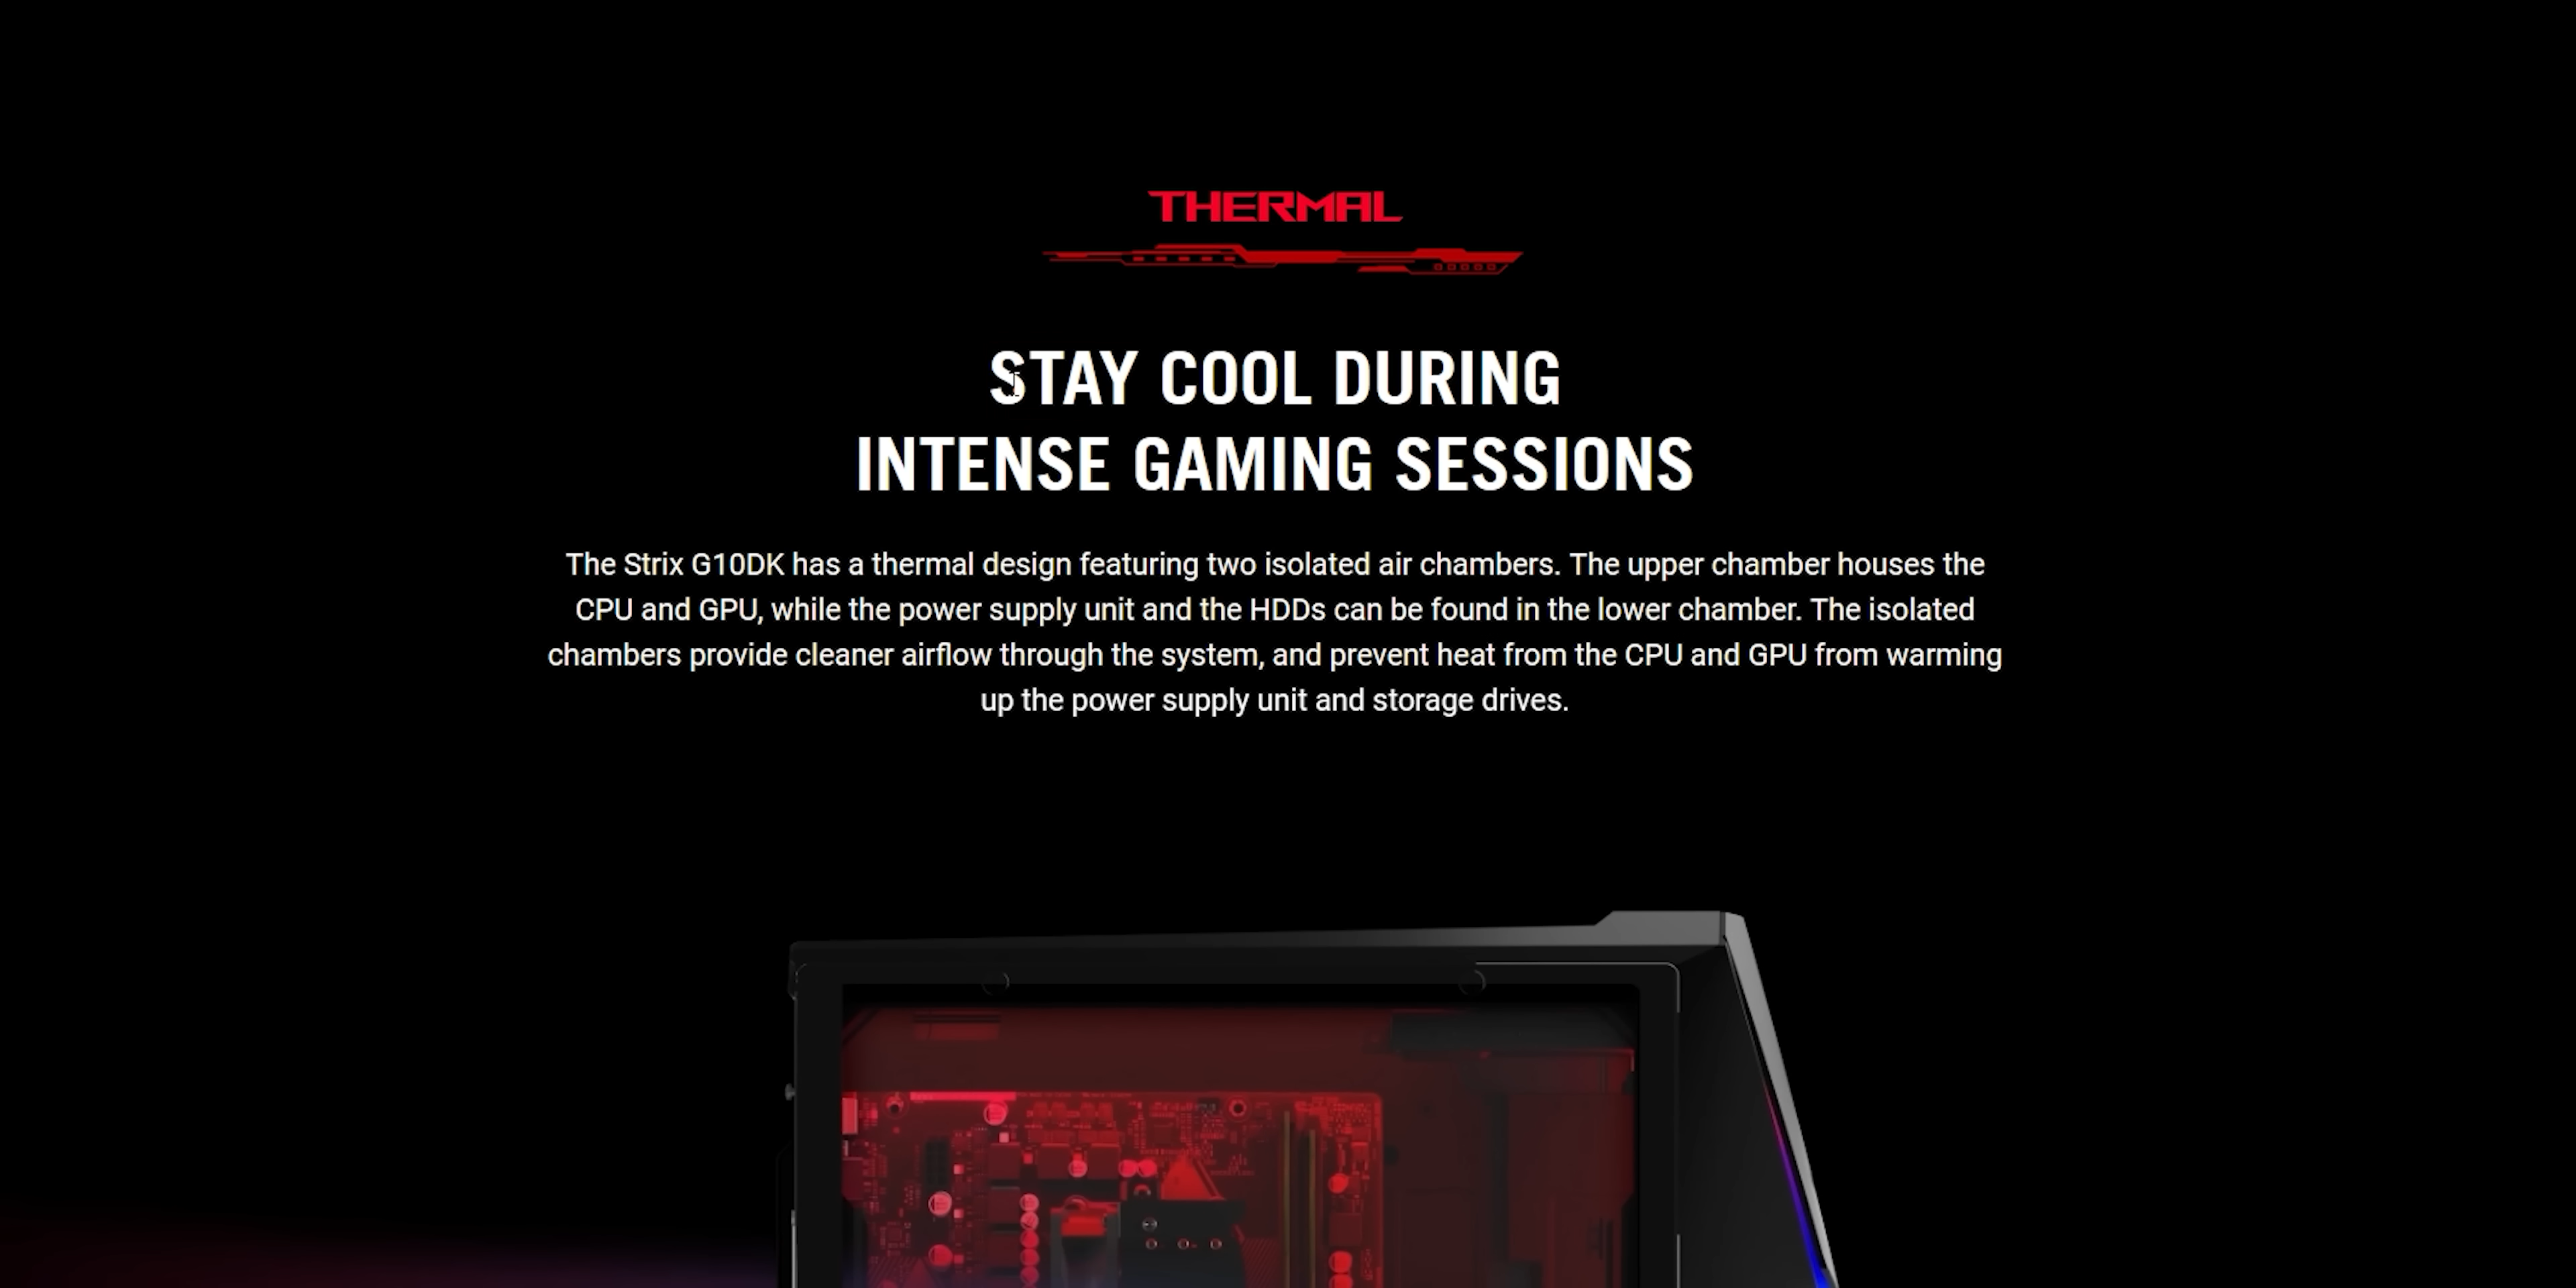 THERMAL
STAY COOL DURING
INTENSE GAMING SESSIONS
The Strix G10DK has a thermal design featuring two isolated air chambers. The upper chamber houses the
CPU and GPU, while the power supply unit and the HDDs can be found in the lower chamber. The isolated
chambers provide cleaner airflow through the system, and prevent heat from the CPU and GPU from warming
up the power supply unit and storage drives.